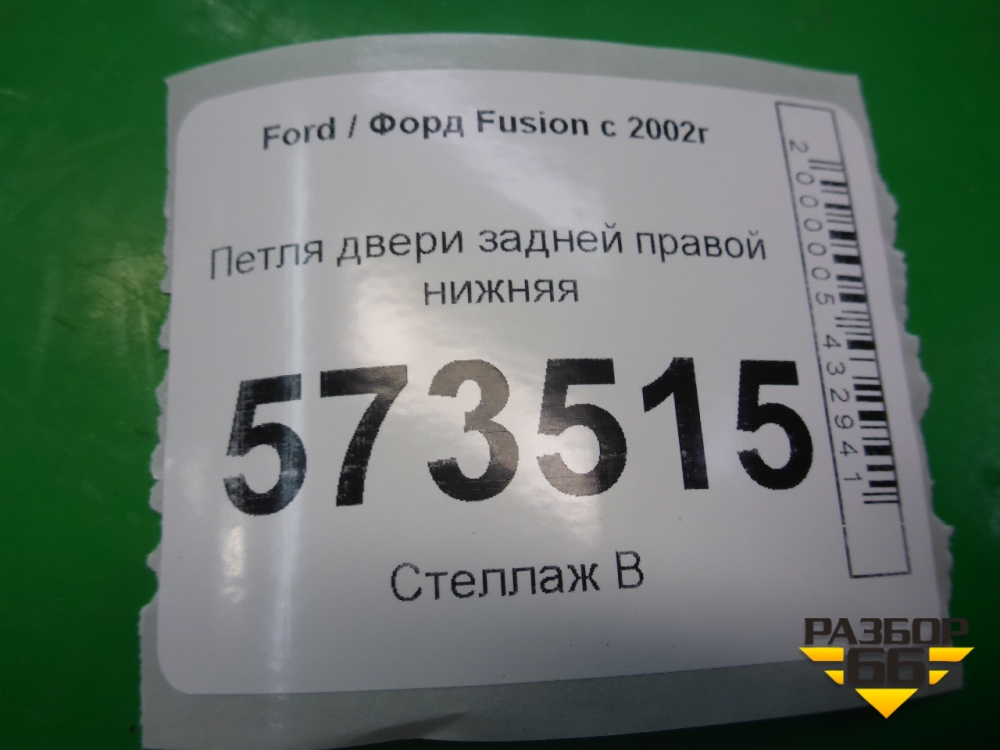 Ford / Форд Fusion с 2002г
Петля двери задней правой
нижняя
573515
Стеллаж В
2000005432941
РАЗБОР
66